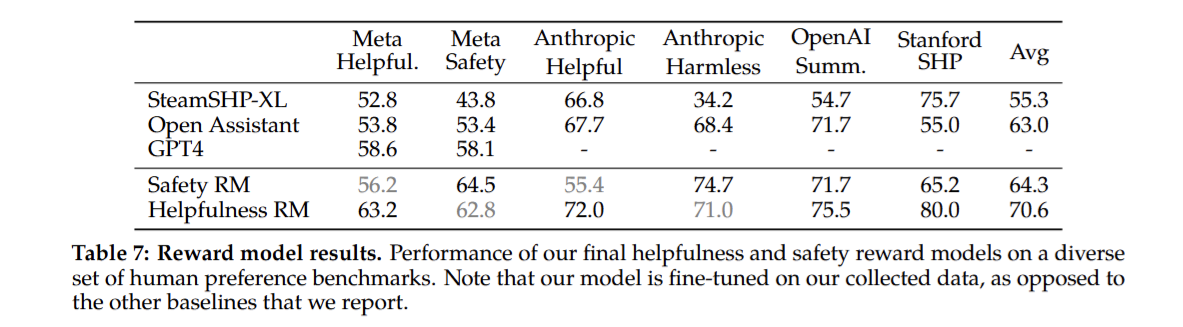 Meta Helpful. Meta Safety Anthropic Helpful Anthropic Harmless OpenAI Summ. Stanford SHP Avg
SteamSHP-XL 52.8 43.8 66.8 34.2 54.7 75.7 55.3
Open Assistant 53.8 53.4 67.7 68.4 71.7 55.0 63.0
GPT4 58.6 58.1 - - - - -
Safety RM 56.2 64.5 55.4 74.7 71.7 65.2 64.3
Helpfulness RM 63.2 62.8 72.0 71.0 75.5 80.0 70.6
Table 7: Reward model results. Performance of our final helpfulness and safety reward models on a diverse
set of human preference benchmarks. Note that our model is fine-tuned on our collected data, as opposed to
the other baselines that we report.